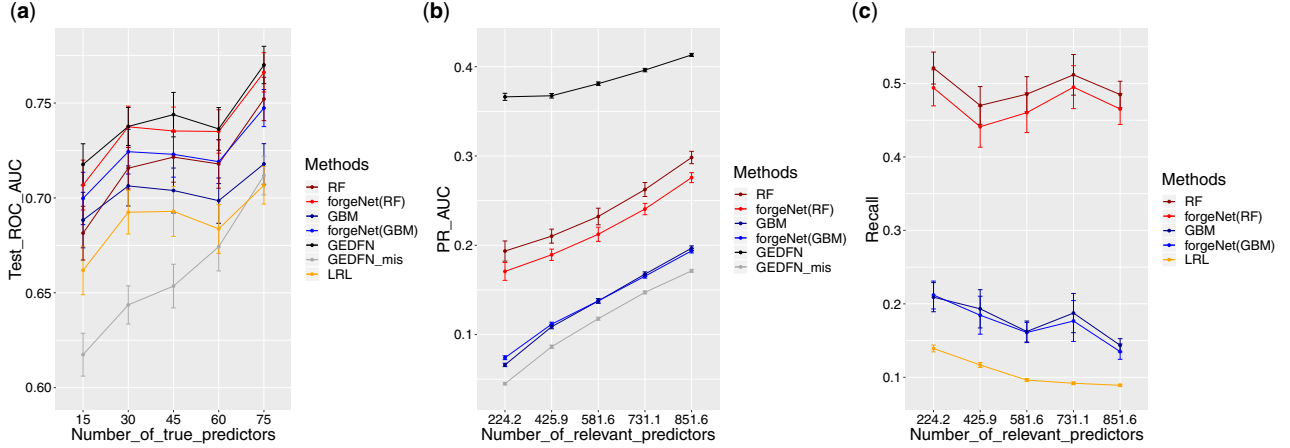 (a)
Test_ROC_AUC
0.75
0.70
0.65
0.60
15 30 45 60 75
Number_of_true_predictors
Methods
RF
forgeNet(RF)
GBM
forgeNet(GBM)
GEDFN
GEDFN_mis
LRL
(b)
PR_AUC
0.4
0.3
0.2
0.1
224.2 425.9 581.6 731.1 851.6
Number_of_relevant_predictors
Methods
RF
forgeNet(RF)
GBM
forgeNet(GBM)
GEDFN
GEDFN_mis
(c)
Recall
0.5
0.4
0.3
0.2
0.1
224.2 425.9 581.6 731.1 851.6
Number_of_relevant_predictors
Methods
RF
forgeNet(RF)
GBM
forgeNet(GBM)
LRL